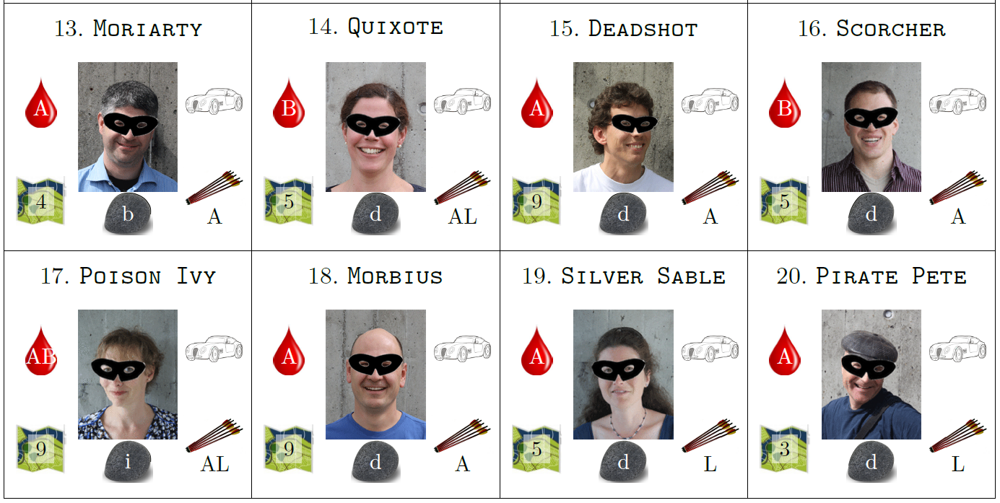 13. MORIARTY
A
4
b
A
14. QUIXOTE
B
5
d
AL
15. DEADSHOT
A
9
d
A
16. SCORCHER
B
5
d
A
17. POISON IVY
AB
9
i
AL
18. MORBIUS
A
9
d
A
19. SILVER SABLE
A
5
d
L
20. PIRATE PETE
A
3
d
L